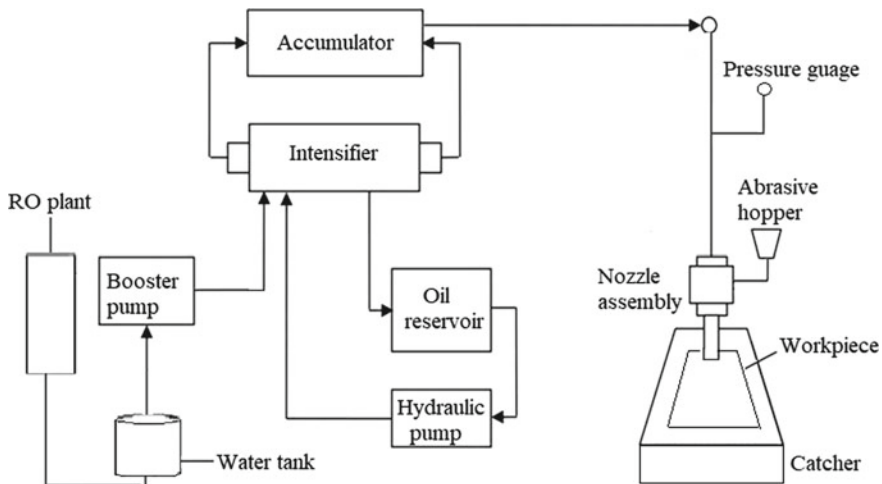 Accumulator
Pressure guage
Intensifier
Abrasive
hopper
RO plant
Booster
pump
Oil
reservoir
Nozzle
assembly
Workpiece
Hydraulic
pump
Water tank
Catcher